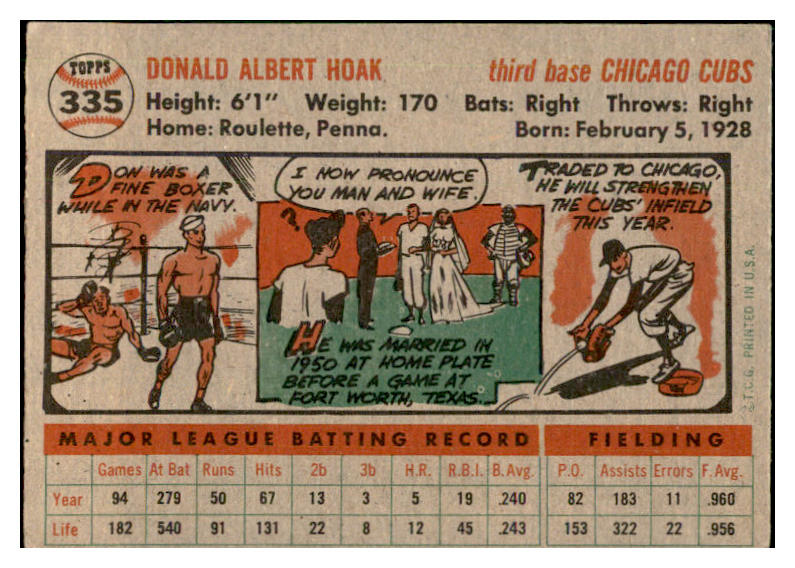 TOPPS
335
DONALD ALBERT HOAK third base CHICAGO CUBS
Height: 6'1" Weight: 170 Bats: Right Throws: Right
Home: Roulette, Penna. Born: February 5, 1928
DON WAS A
FINE BOXER
WHILE IN THE NAVY.
I NOW PRONOUNCE
YOU MAN AND WIFE.
?
HE WAS MARRIED IN
1950 AT HOME PLATE
BEFORE A GAME AT
FORT WORTH, TEXAS.
TRADED TO CHICAGO,
HE WILL STRENGTHEN
THE CUBS' INFIELD
THIS YEAR.
©T.C.G. PRINTED IN U.S.A.
MAJOR LEAGUE BATTING RECORD FIELDING
Games At Bat Runs Hits 2b 3b H.R. R.B.I. B. Avg. P.O. Assists Errors F. Avg.
Year 94 279 50 67 13 3 5 19 .240 82 183 11 .960
Life 182 540 91 131 22 8 12 45 .243 153 322 22 .956